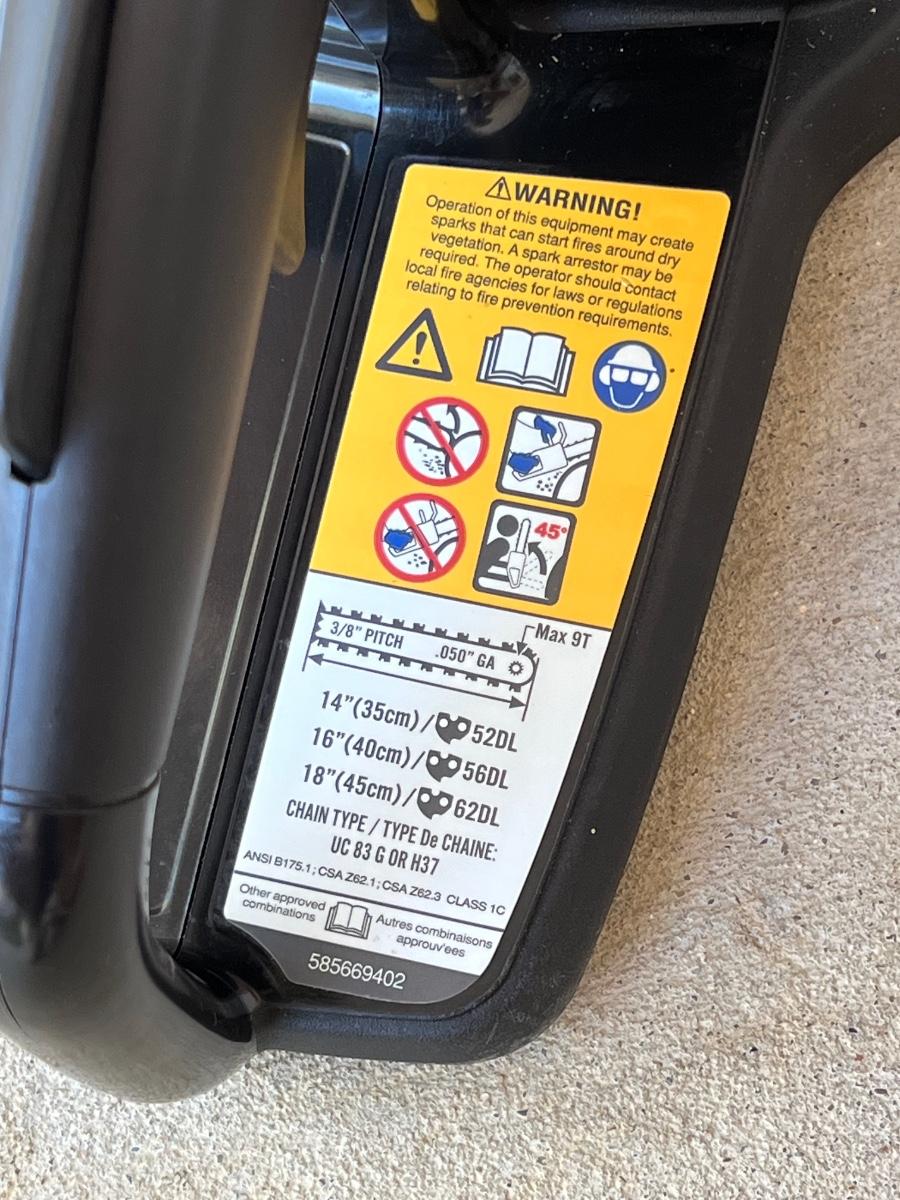 WARNING!
Operation of this equipment may create
sparks that can start fires around dry
vegetation. A spark arrestor may be
required. The operator should contact
local fire agencies for laws or regulations
relating to fire prevention requirements.
45°
Max 9T
3/8" PITCH .050" GA
14"(35cm)/52DL
16"(40cm)/56DL
18"(45cm)/62DL
CHAIN TYPE / TYPE De CHAINE:
UC 83 G OR H37
ANSI B175.1; CSA Z62.1; CSA Z62.3 CLASS 1C
Other approved
combinations
Autres combinaisons
approuv'ees
585669402